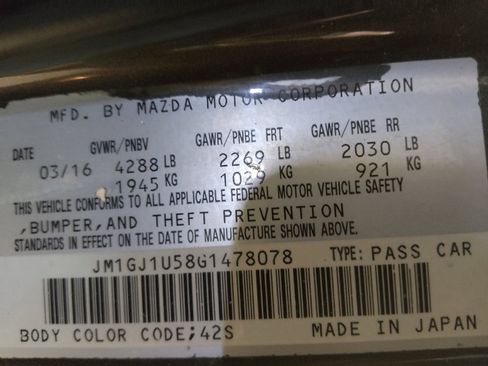 MFD. BY MAZDA MOTOR CORPORATION
DATE GVWR/PNBV GAWR/PNBE FRT GAWR/PNBE RR
03/16 4288 LB 2269 LB 2030 LB
1945 KG 1029 KG 921 KG
THIS VEHICLE CONFORMS TO ALL APPLICABLE FEDERAL MOTOR VEHICLE SAFETY
,BUMPER,AND THEFT PREVENTION
STANDARDS IN EFFECT ON THE DATE OF MANUFACTURE SHOWN ABOVE.
JM1GJ1U58G1478078 TYPE: PASS CAR
BODY COLOR CODE;42S MADE IN JAPAN